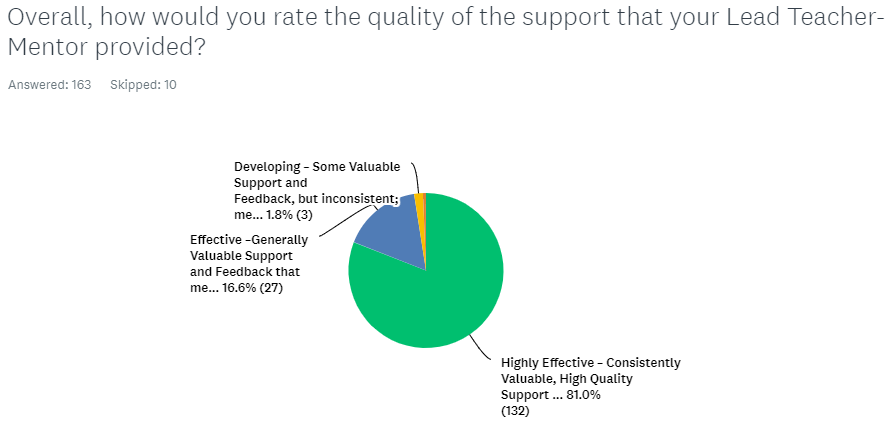 Overall, how would you rate the quality of the support that your Lead Teacher-
Mentor provided?
Answered: 163 Skipped: 10
Developing – Some Valuable
Support and
Feedback, but inconsistent;
me... 1.8% (3)
Effective –Generally
Valuable Support
and Feedback that
me... 16.6% (27)
Highly Effective – Consistently
Valuable, High Quality
Support ... 81.0%
(132)